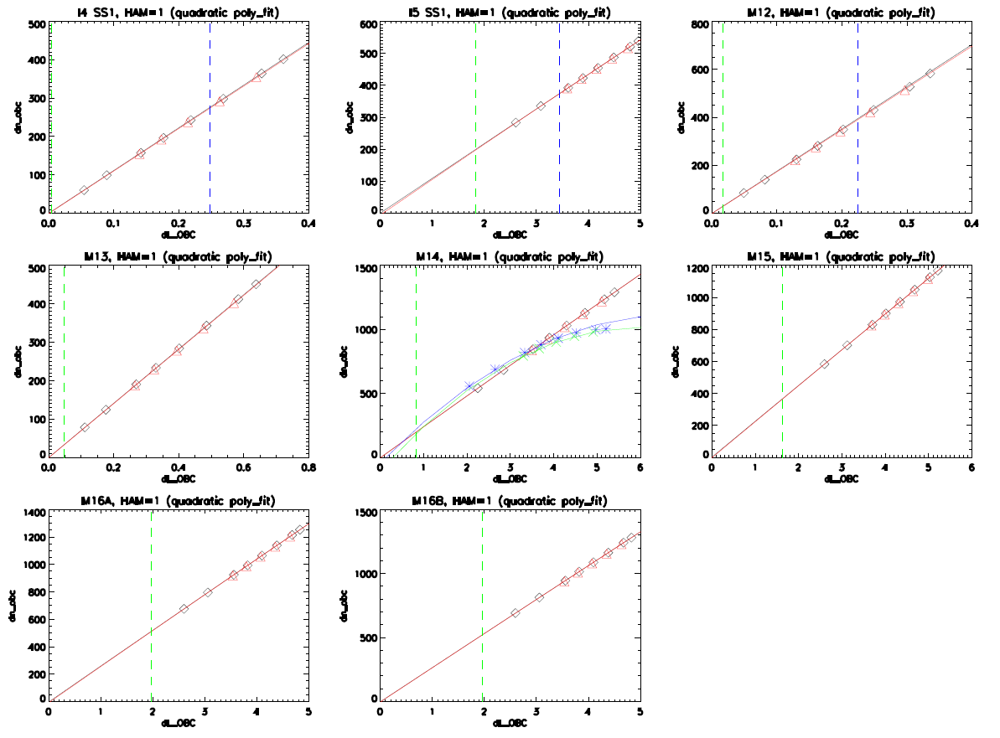 I4 SS1, HAM=1 (quadratic poly_fit)
I5 SS1, HAM=1 (quadratic poly_fit)
M12, HAM=1 (quadratic poly_fit)
500
400
300
200
100
0
dn_obc
0.0 0.1 0.2 0.3 0.4
dL_OBC
600
500
400
300
200
100
0
dn_obc
0 1 2 3 4 5
dL_OBC
800
600
400
200
0
dn_obc
0.0 0.1 0.2 0.3 0.4
dL_OBC
M13, HAM=1 (quadratic poly_fit)
M14, HAM=1 (quadratic poly_fit)
M15, HAM=1 (quadratic poly_fit)
500
400
300
200
100
0
dn_obc
0.0 0.2 0.4 0.6 0.8
dL_OBC
1500
1000
500
0
dn_obc
0 1 2 3 4 5 6
dL_OBC
1200
1000
800
600
400
200
0
dn_obc
0 1 2 3 4 5 6
dL_OBC
M16A, HAM=1 (quadratic poly_fit)
M16B, HAM=1 (quadratic poly_fit)
1400
1200
1000
800
600
400
200
0
dn_obc
0 1 2 3 4 5
dL_OBC
1500
1000
500
0
dn_obc
0 1 2 3 4 5
dL_OBC